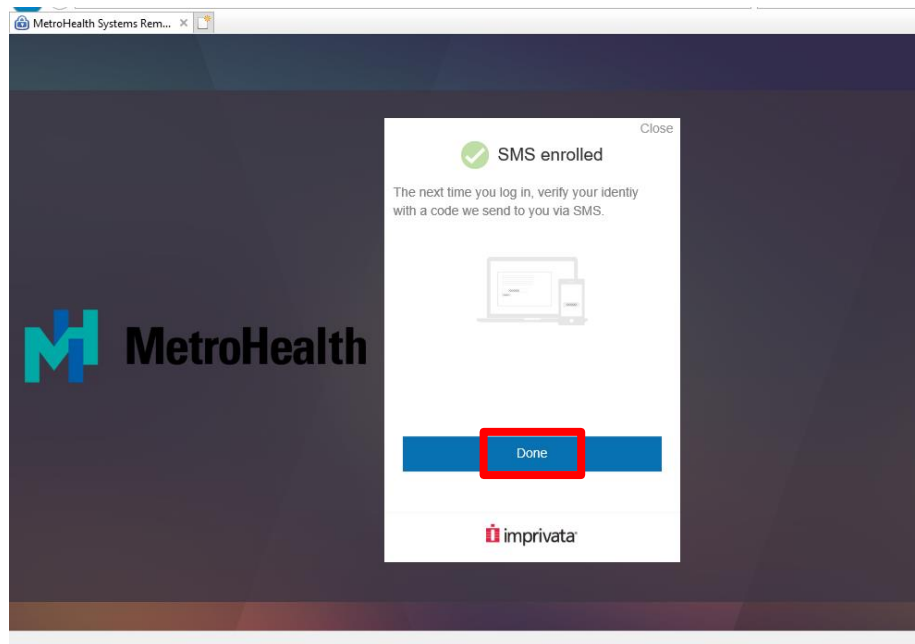 MetroHealth Systems Rem...
Close
SMS enrolled
The next time you log in, verify your identiy
with a code we send to you via SMS.
MetroHealth
Done
imprivata